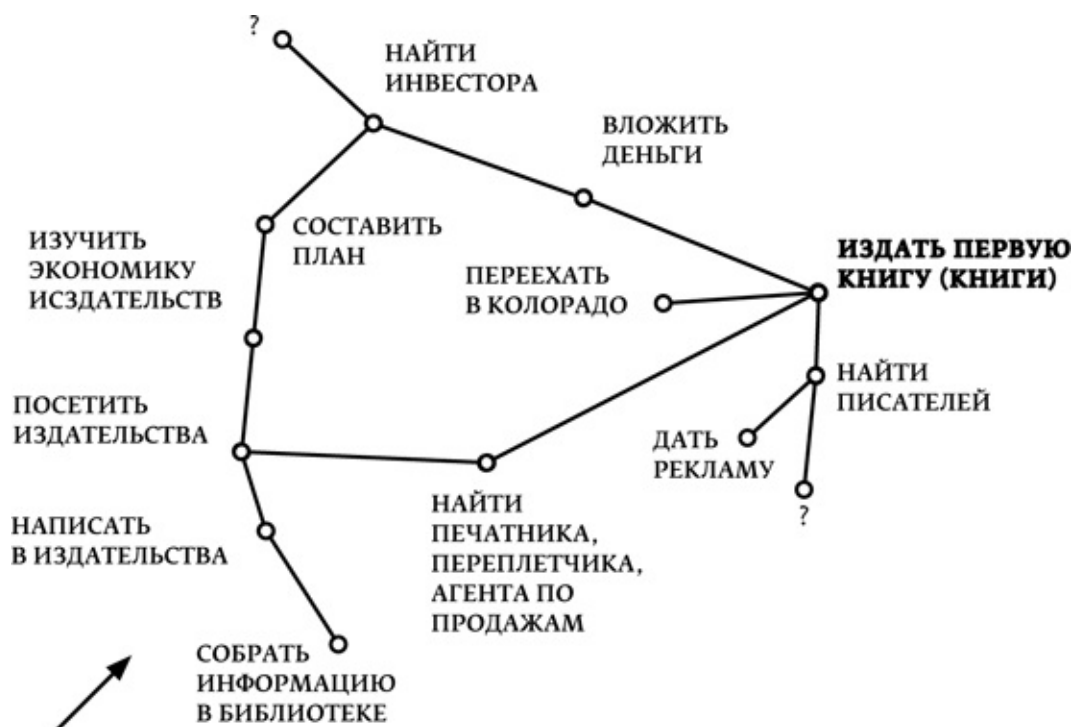 ?
НАЙТИ
ИНВЕСТОРА
ВЛОЖИТЬ
ДЕНЬГИ
ИЗУЧИТЬ
ЭКОНОМИКУ
ИСЗДАТЕЛЬСТВ
СОСТАВИТЬ
ПЛАН
ПЕРЕЕХАТЬ
В КОЛОРАДО
ИЗДАТЬ ПЕРВУЮ
КНИГУ (КНИГИ)
НАЙТИ
ПИСАТЕЛЕЙ
ПОСЕТИТЬ
ИЗДАТЕЛЬСТВА
ДАТЬ
РЕКЛАМУ
?
НАПИСАТЬ
В ИЗДАТЕЛЬСТВА
НАЙТИ
ПЕЧАТНИКА,
ПЕРЕПЛЕТЧИКА,
АГЕНТА ПО
ПРОДАЖАМ
СОБРАТЬ
ИНФОРМАЦИЮ
В БИБЛИОТЕКЕ